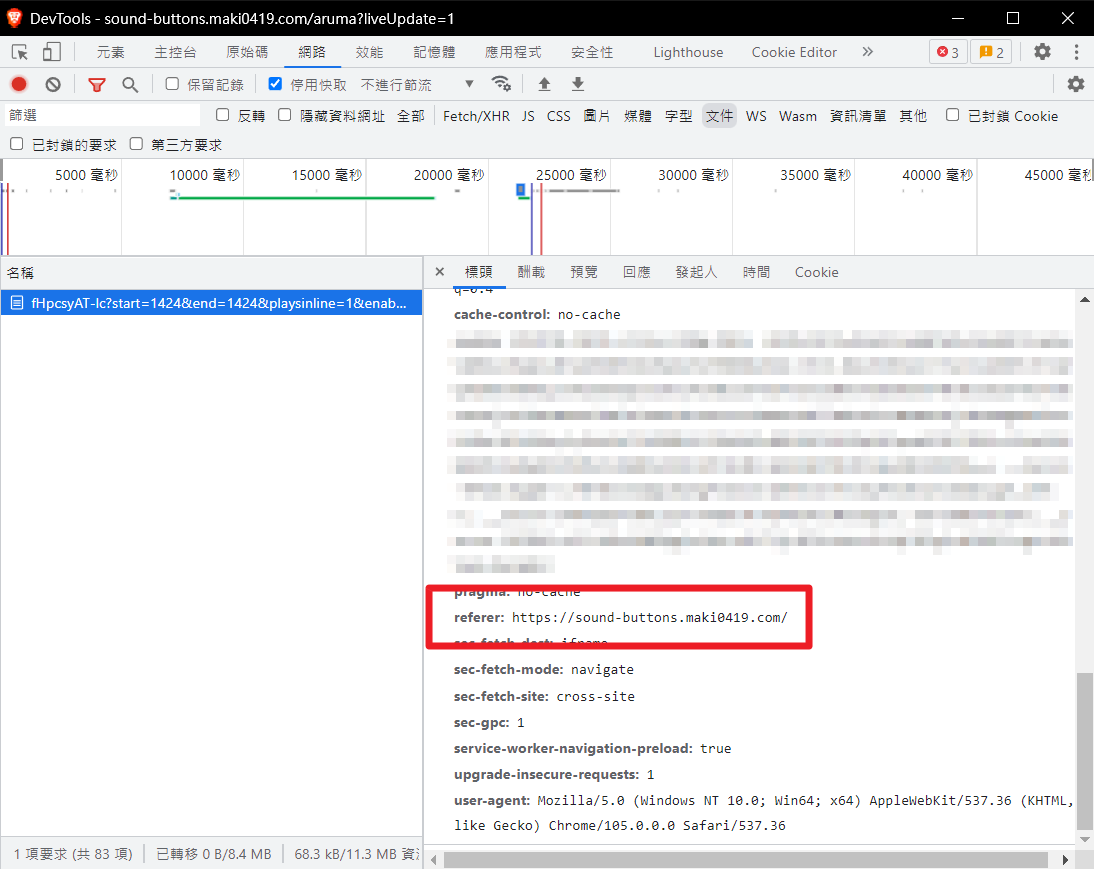 DevTools - sound-buttons.maki0419.com/aruma?liveUpdate=1
元素 主控台 原始碼 網路 效能 記憶體 應用程式 安全性 Lighthouse Cookie Editor 3 2
保留記錄 停用快取 不進行節流
篩選 反轉 隱藏資料網址 全部 Fetch/XHR JS CSS 圖片 媒體 字型 文件 WS Wasm 資訊清單 其他 已封鎖 Cookie
已封鎖的要求 第三方要求
5000 毫秒 10000 毫秒 15000 毫秒 20000 毫秒 25000 毫秒 30000 毫秒 35000 毫秒 40000 毫秒 45000 毫秒
名稱 × 標頭 酬載 預覽 回應 發起人 時間 Cookie
fHpcsyAT-lc?start=1424&end=1424&playsinline=1&enab...
q=0.4
cache-control: no-cache
pragma: no-cache
referer: https://sound-buttons.maki0419.com/
sec-fetch-dest: iframe
sec-fetch-mode: navigate
sec-fetch-site: cross-site
sec-gpc: 1
service-worker-navigation-preload: true
upgrade-insecure-requests: 1
user-agent: Mozilla/5.0 (Windows NT 10.0; Win64; x64) AppleWebKit/537.36 (KHTML,
like Gecko) Chrome/105.0.0.0 Safari/537.36
1 項要求 (共 83 項) 已轉移 0 B/8.4 MB 68.3 kB/11.3 MB 資